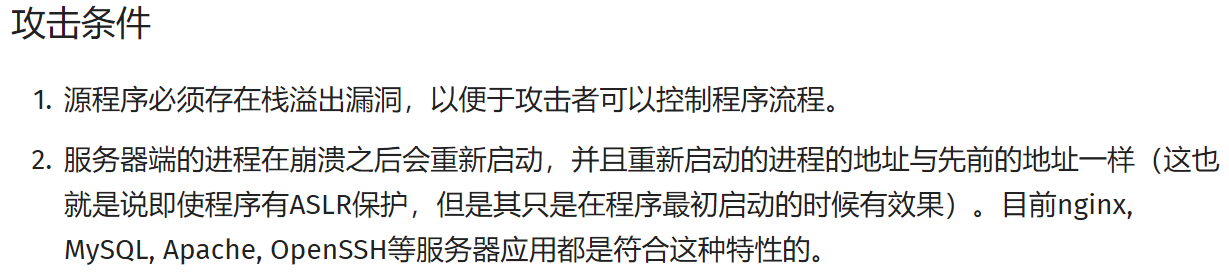 攻击条件
1. 源程序必须存在栈溢出漏洞，以便于攻击者可以控制程序流程。
2. 服务器端的进程在崩溃之后会重新启动，并且重新启动的进程的地址与先前的地址一样（这也
就是说即使程序有ASLR保护，但是其只是在程序最初启动的时候有效果）。目前nginx,
MySQL, Apache, OpenSSH等服务器应用都是符合这种特性的。